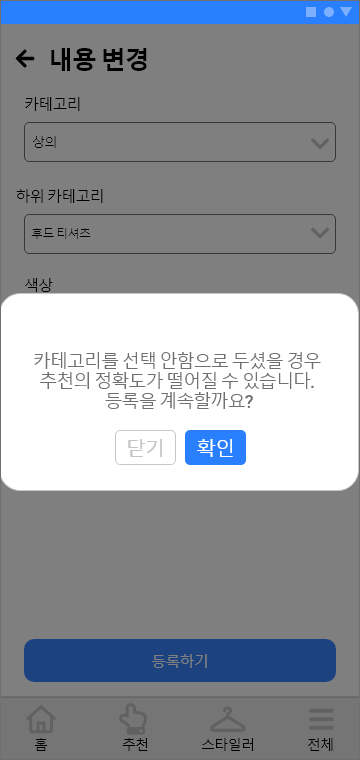 내용 변경
카테고리
상의
하위 카테고리
후드 티셔츠
색상
카테고리를 선택 안함으로 두셨을 경우
추천의 정확도가 떨어질 수 있습니다.
등록을 계속할까요?
닫기 확인
등록하기
홈 추천 스타일러 전체